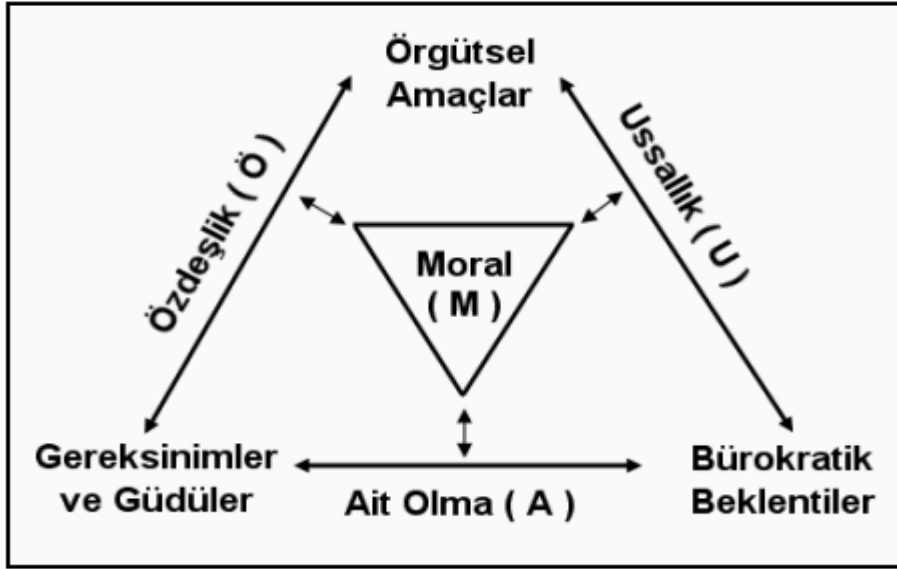 Örgütsel
Amaçlar
Özdeşlik ( Ö )
Ussallık ( U )
Moral
( M )
Gereksinimler
ve Güdüler
Ait Olma ( A )
Bürokratik
Beklentiler